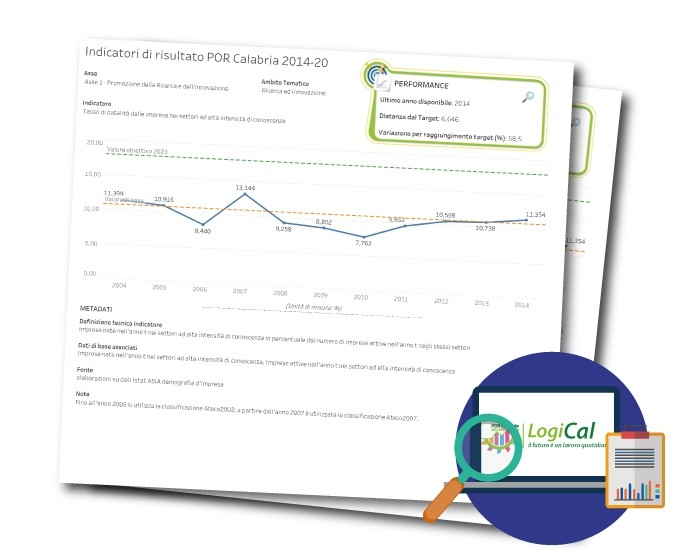 Indicatori di risultato POR Calabria 2014-20
Asse
Asse 1 - Promozione della Ricerca e dell'innovazione
Ambito Tematico
Ricerca ed innovazione
PERFORMANCE
Ultimo anno disponibile: 2014
Distanza dal Target: 6,646
Variazione per raggiungimento target (%): 58,5
Indicatore
Tasso di natalità delle imprese nei settori ad alta intensità di conoscenza
20,00
Valore obiettivo 2023
15,00
11,399
Valore di base
10,916
13,144
10,00
8,440
9,258
8,802
7,763
9,652
10,598
10,738
11,354
11,354
5,00
0,00
2004 2005 2006 2007 2008 2009 2010 2011 2012 2013 2014
(Unità di misura: %)
METADATI
Definizione tecnica indicatore
Imprese nate nell'anno t nei settori ad alta intensità di conoscenza in percentuale del numero di imprese attive nell'anno t negli stessi settori
Dati di base associati
Imprese nate nell'anno t nei settori ad alta intensità di conoscenza, Imprese attive nell'anno t nei settori ad alta intensità di conoscenza
Fonte
elaborazioni su dati Istat ASIA demografia d'impresa
Note
Fino all'anno 2006 si utilizza la classificazione Ateco2002; a partire dall'anno 2007 è utilizzata la classificazione Ateco2007.
POR
LogiCal
il futuro è un lavoro quotidiano